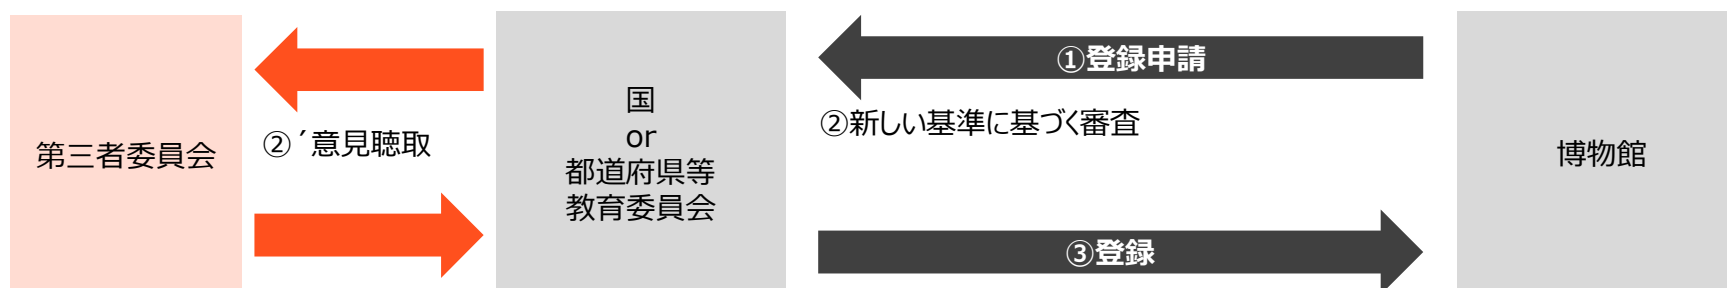 第三者委員会
②´意見聴取
国
or
都道府県等
教育委員会
①登録申請
②新しい基準に基づく審査
③登録
博物館